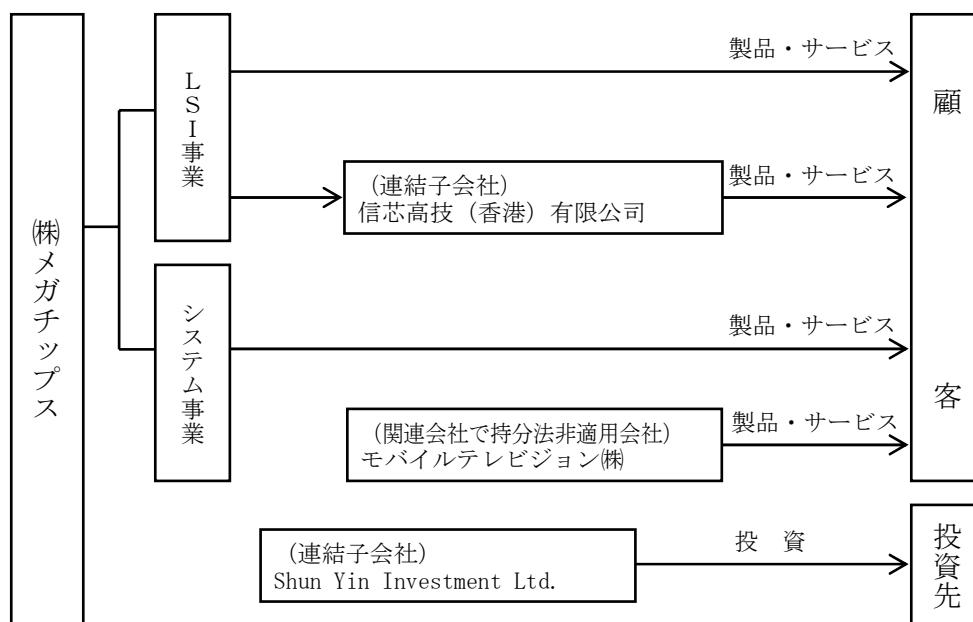 ㈱メガチップス
LSI事業
製品・サービス
（連結子会社）
信芯高技（香港）有限公司
製品・サービス
システム事業
製品・サービス
（関連会社で持分法非適用会社）
モバイルテレビジョン㈱
製品・サービス
顧客
（連結子会社）
Shun Yin Investment Ltd.
投　資
投資先